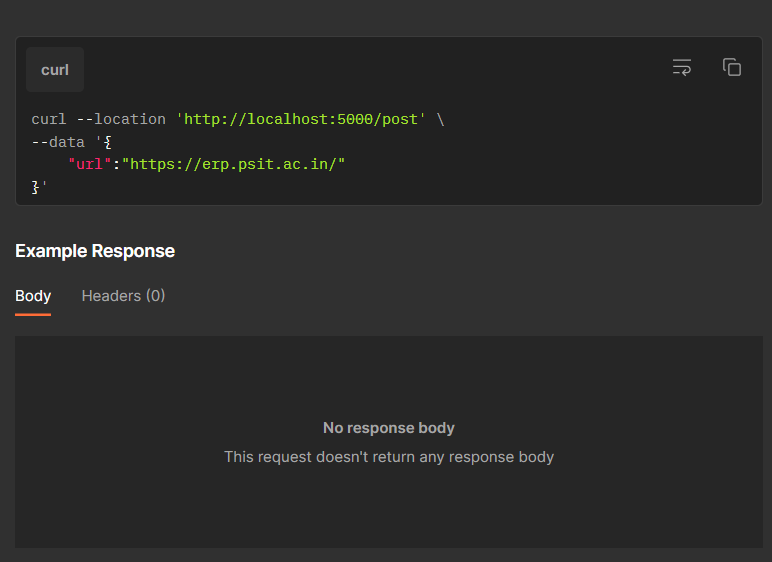 curl
curl --location 'http://localhost:5000/post' \
--data '{
    "url":"https://erp.psit.ac.in/"
}'
Example Response
Body Headers (0)
No response body
This request doesn't return any response body